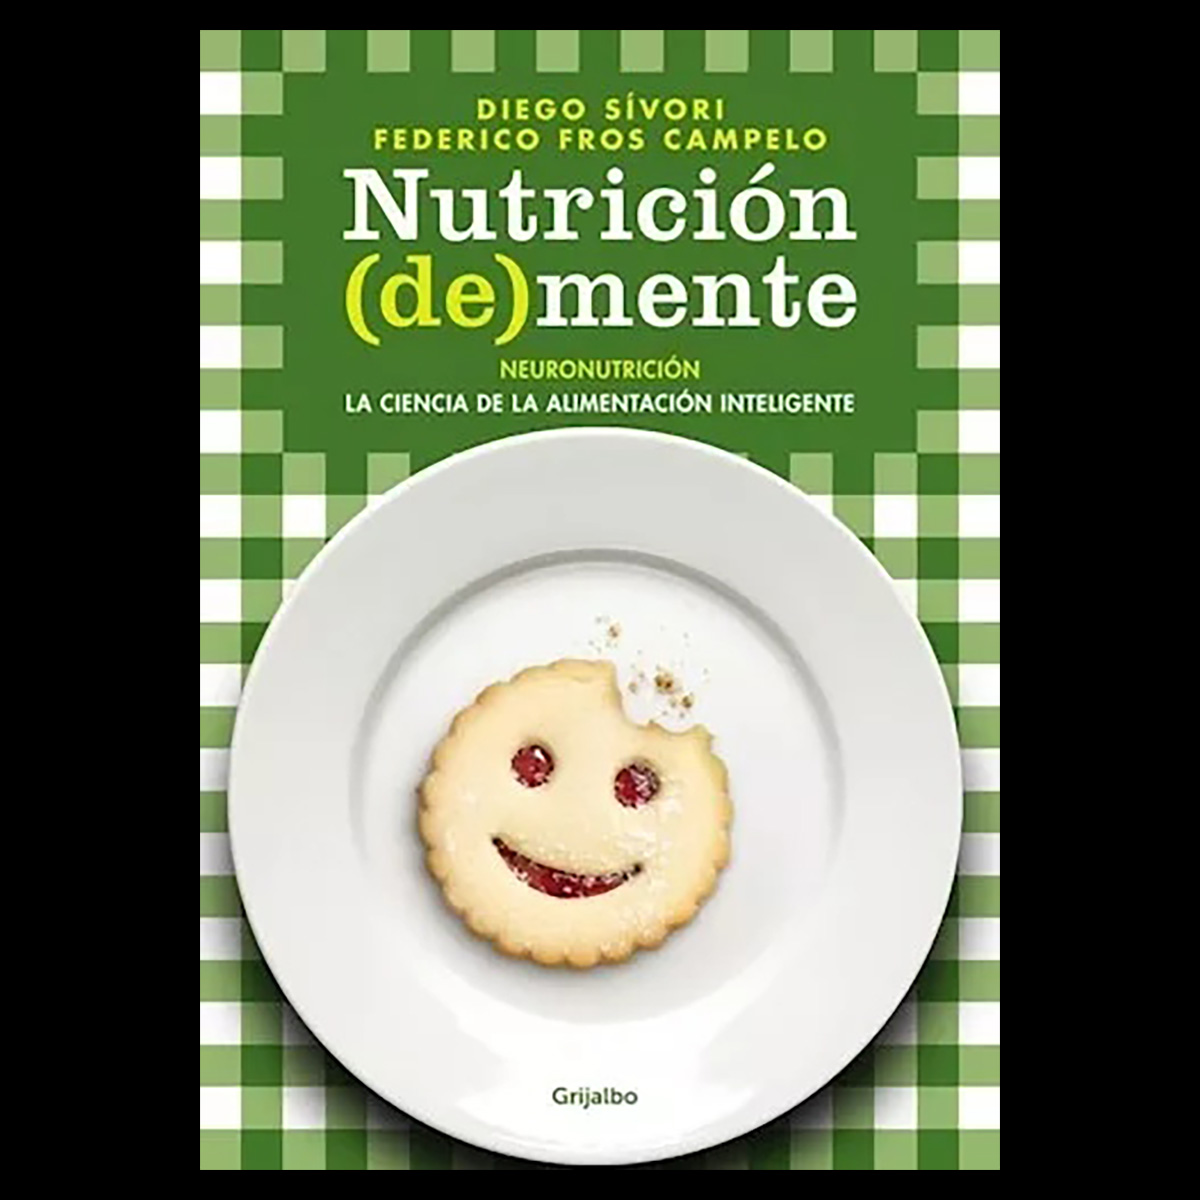 DIEGO SÍVORI
FEDERICO FROS CAMPELO
Nutrición
(de)mente
NEURONUTRICIÓN
LA CIENCIA DE LA ALIMENTACIÓN INTELIGENTE
Grijalbo